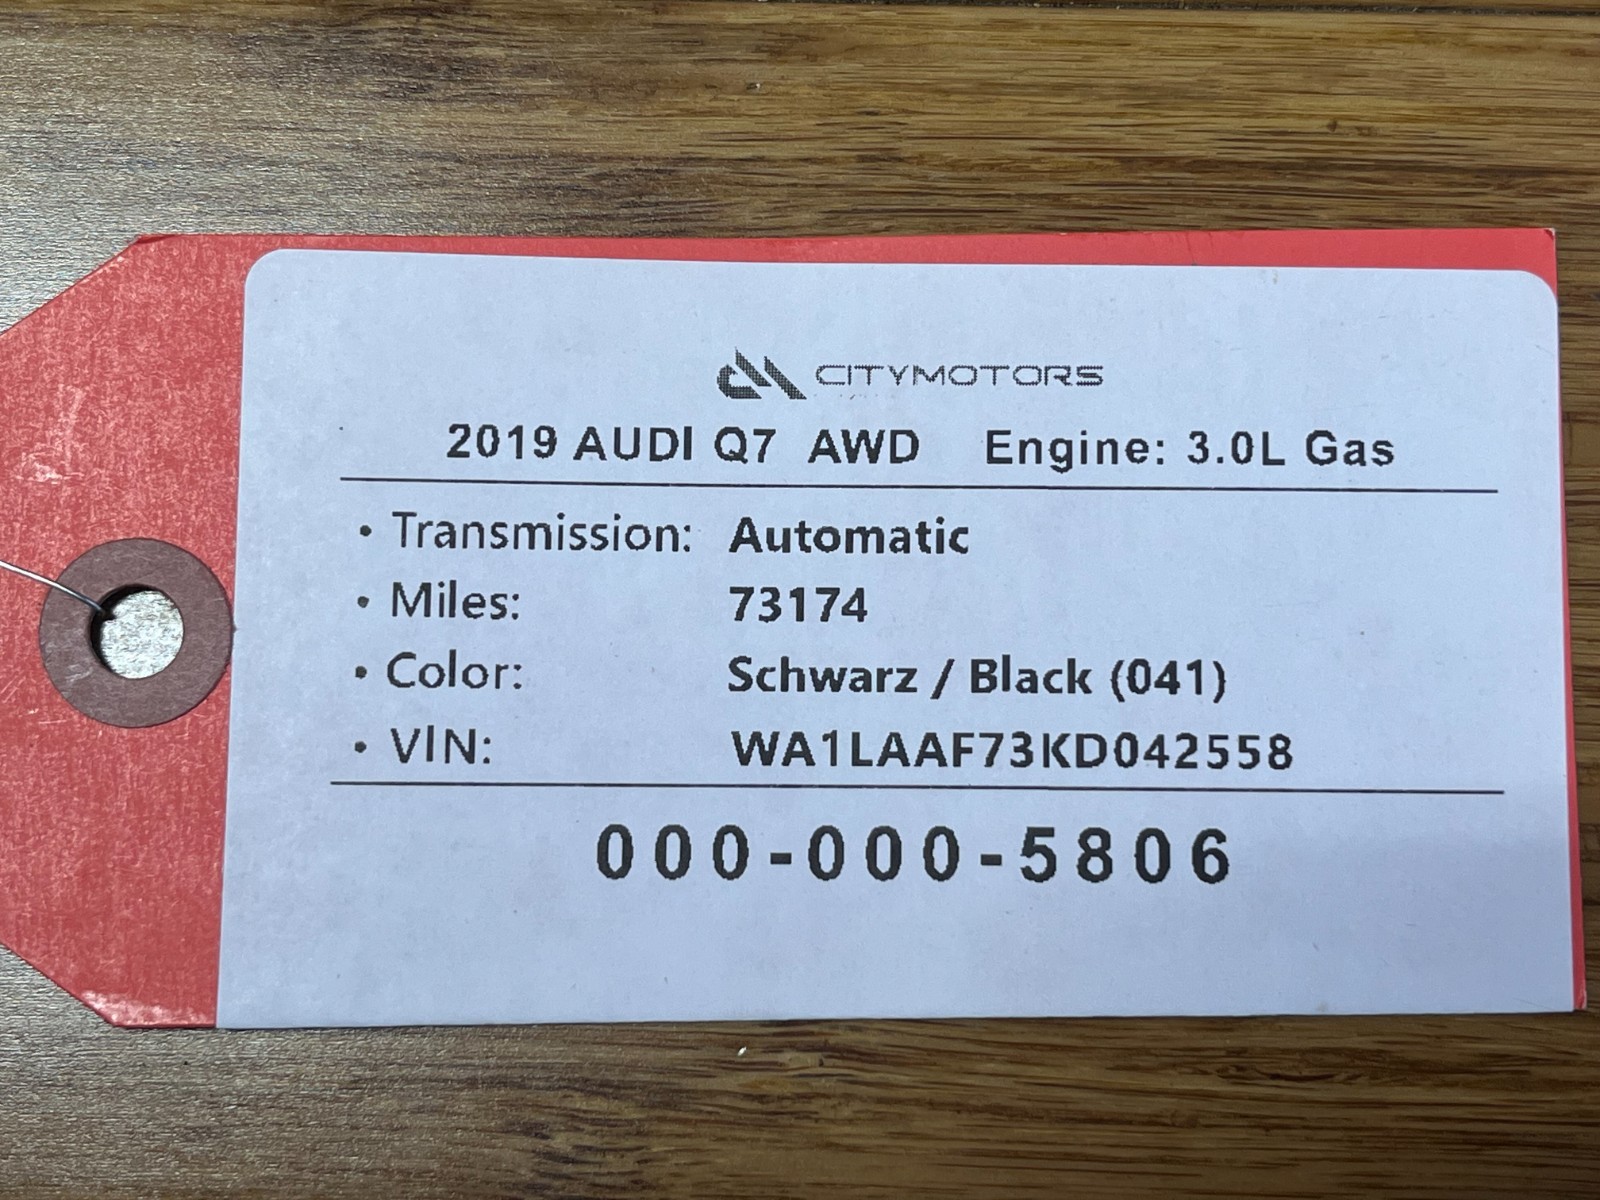 CITYMOTORS
2019 AUDI Q7 AWD Engine: 3.0L Gas
• Transmission: Automatic
• Miles: 73174
• Color: Schwarz / Black (041)
• VIN: WA1LAAF73KD042558
000-000-5806